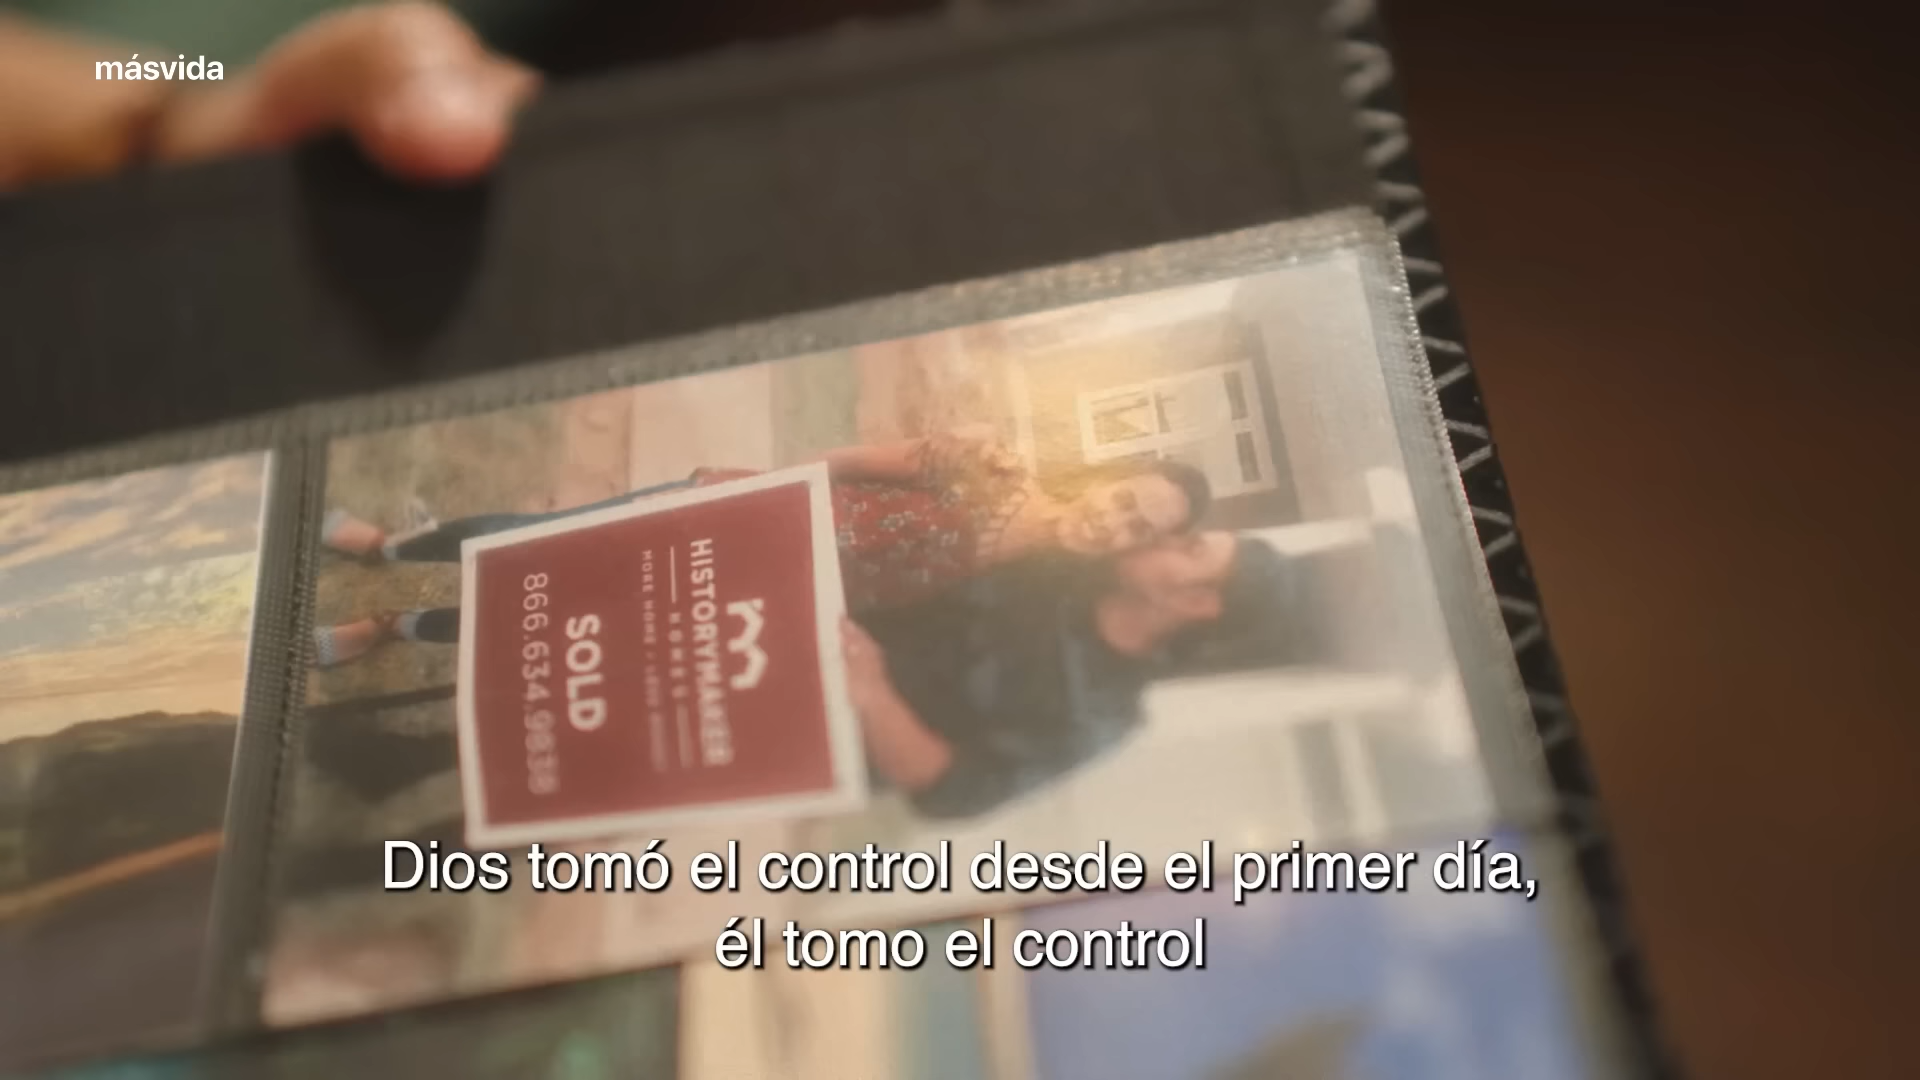 másvida
HISTORYMAKER
HOMES
SOLD
866.634.9838
Dios tomó el control desde el primer día,
él tomo el control